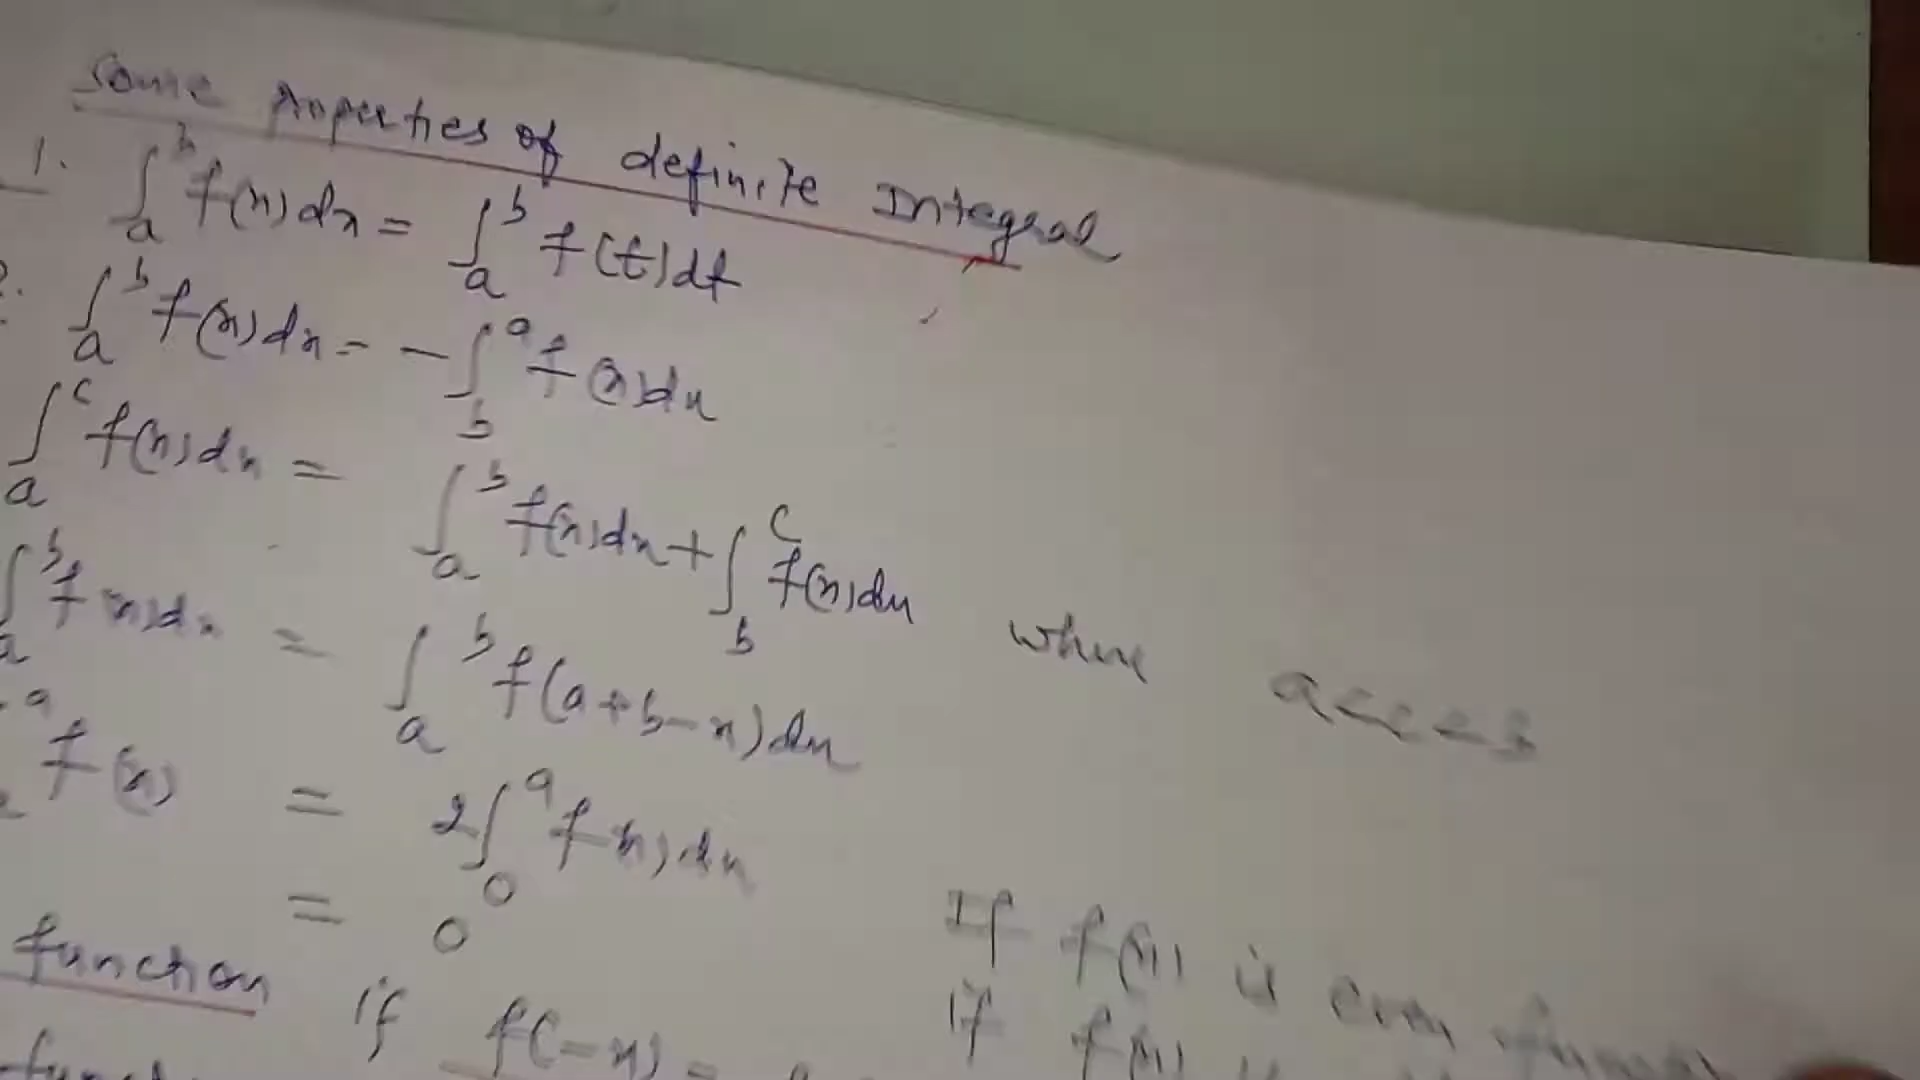 Some properties of definite Integral
1. ∫_a^b f(x)dx = ∫_a^b f(t)dt
2. ∫_a^b f(x)dx = -∫_b^a f(x)dx
∫_a^c f(x)dx = ∫_a^b f(x)dx + ∫_b^c f(x)dx where a<c<b
∫_a^b f(x)dx = ∫_a^b f(a+b-x)dx
a f(x) = 2∫_0^a f(x)dx If f(x) is even
= 0 if f(x)
function if f(-x) =